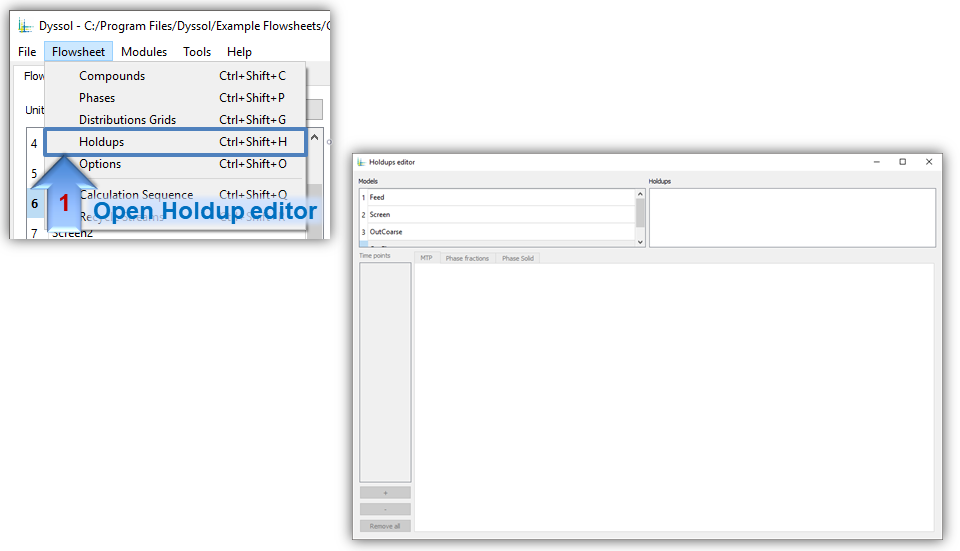 Dyssol - C:/Program Files/Dyssol/Example Flowsheets/
File Flowsheet Modules Tools Help
Flow
Compounds Ctrl+Shift+C
Phases Ctrl+Shift+P
Unit
Distributions Grids Ctrl+Shift+G
4 Holdups Ctrl+Shift+H
5 Options Ctrl+Shift+O
Calculation Sequence Ctrl+Shift+Q
6 1 Open Holdup editor
7 Screen2
Holdups editor
Models Holdups
1 Feed
2 Screen
3 OutCoarse
Time points MTP Phase fractions Phase Solid
+
-
Remove all